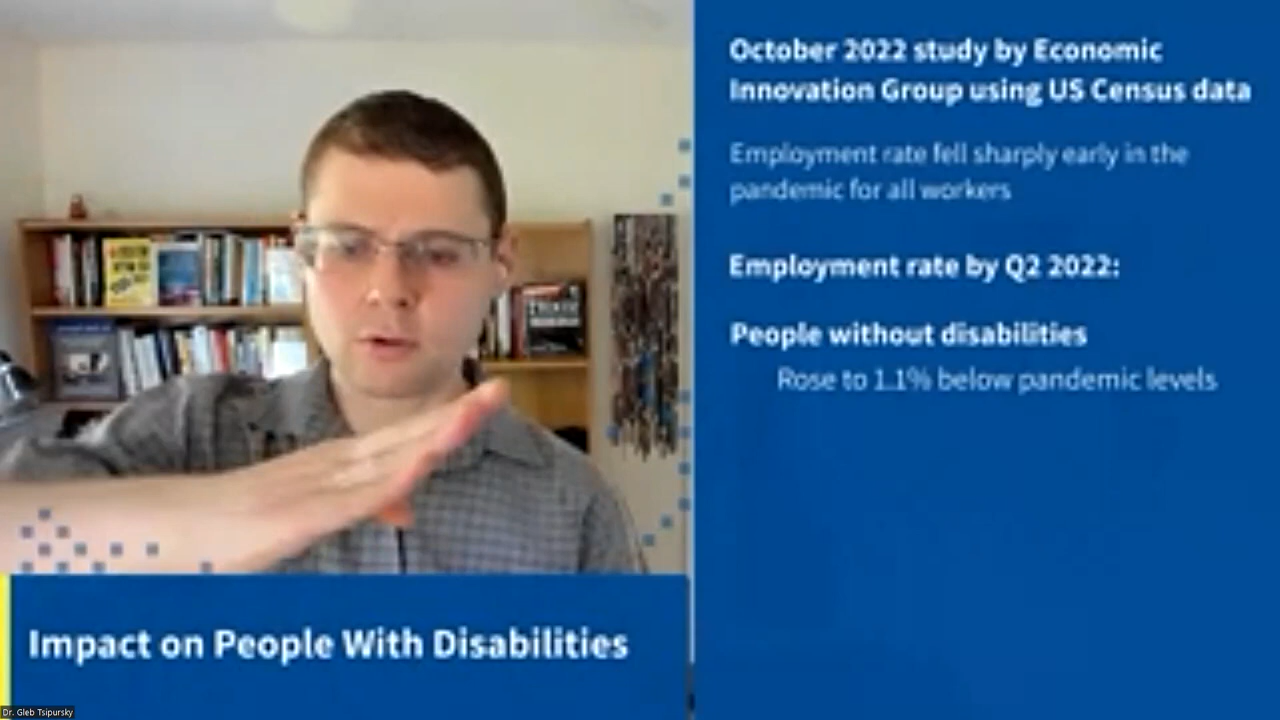 October 2022 study by Economic
Innovation Group using US Census data
Employment rate fell sharply early in the
pandemic for all workers
Employment rate by Q2 2022:
People without disabilities
Rose to 1.1% below pandemic levels
Impact on People With Disabilities
Dr. Gleb Tsipursky